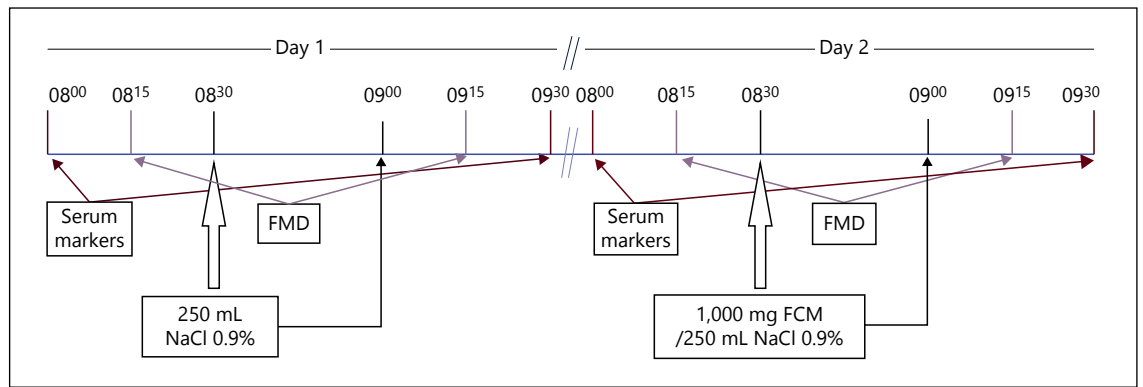 Day 1 Day 2
08⁰⁰ 08¹⁵ 08³⁰ 09⁰⁰ 09¹⁵ 09³⁰ 08⁰⁰ 08¹⁵ 08³⁰ 09⁰⁰ 09¹⁵ 09³⁰
Serum
markers
FMD
Serum
markers
FMD
250 mL
NaCl 0.9%
1,000 mg FCM
/250 mL NaCl 0.9%